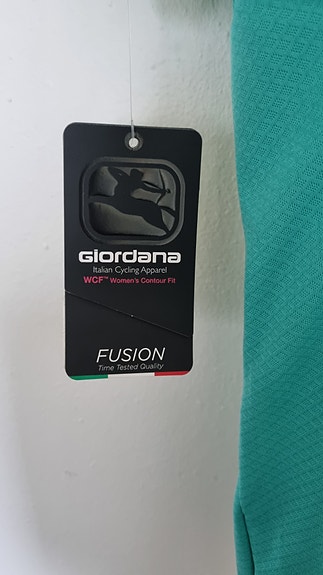 GIORDANA
Italian Cycling Apparel
WCF™ Women's Contour Fit
FUSION
Time Tested Quality